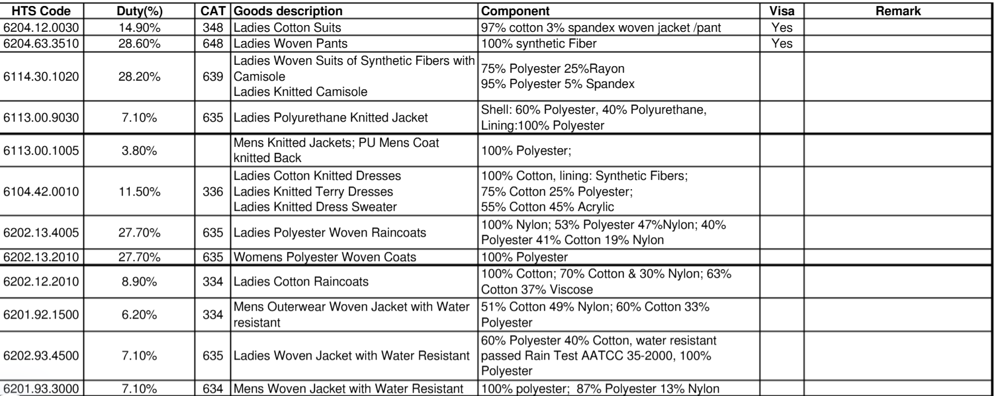 HTS Code Duty(%) CAT Goods description Component Visa Remark
6204.12.0030 14.90% 348 Ladies Cotton Suits 97% cotton 3% spandex woven jacket /pant Yes
6204.63.3510 28.60% 648 Ladies Woven Pants 100% synthetic Fiber Yes
6114.30.1020 28.20% 639 Ladies Woven Suits of Synthetic Fibers with
Camisole
Ladies Knitted Camisole
75% Polyester 25%Rayon
95% Polyester 5% Spandex
6113.00.9030 7.10% 635 Ladies Polyurethane Knitted Jacket
Shell: 60% Polyester, 40% Polyurethane,
Lining:100% Polyester
6113.00.1005 3.80% Mens Knitted Jackets; PU Mens Coat
knitted Back
100% Polyester;
6104.42.0010 11.50% 336 Ladies Cotton Knitted Dresses
Ladies Knitted Terry Dresses
Ladies Knitted Dress Sweater
100% Cotton, lining: Synthetic Fibers;
75% Cotton 25% Polyester;
55% Cotton 45% Acrylic
6202.13.4005 27.70% 635 Ladies Polyester Woven Raincoats
100% Nylon; 53% Polyester 47%Nylon; 40%
Polyester 41% Cotton 19% Nylon
6202.13.2010 27.70% 635 Womens Polyester Woven Coats 100% Polyester
6202.12.2010 8.90% 334 Ladies Cotton Raincoats
100% Cotton; 70% Cotton & 30% Nylon; 63%
Cotton 37% Viscose
6201.92.1500 6.20% 334 Mens Outerwear Woven Jacket with Water
resistant
51% Cotton 49% Nylon; 60% Cotton 33%
Polyester
6202.93.4500 7.10% 635 Ladies Woven Jacket with Water Resistant
60% Polyester 40% Cotton, water resistant
passed Rain Test AATCC 35-2000, 100%
Polyester
6201.93.3000 7.10% 634 Mens Woven Jacket with Water Resistant 100% polyester; 87% Polyester 13% Nylon